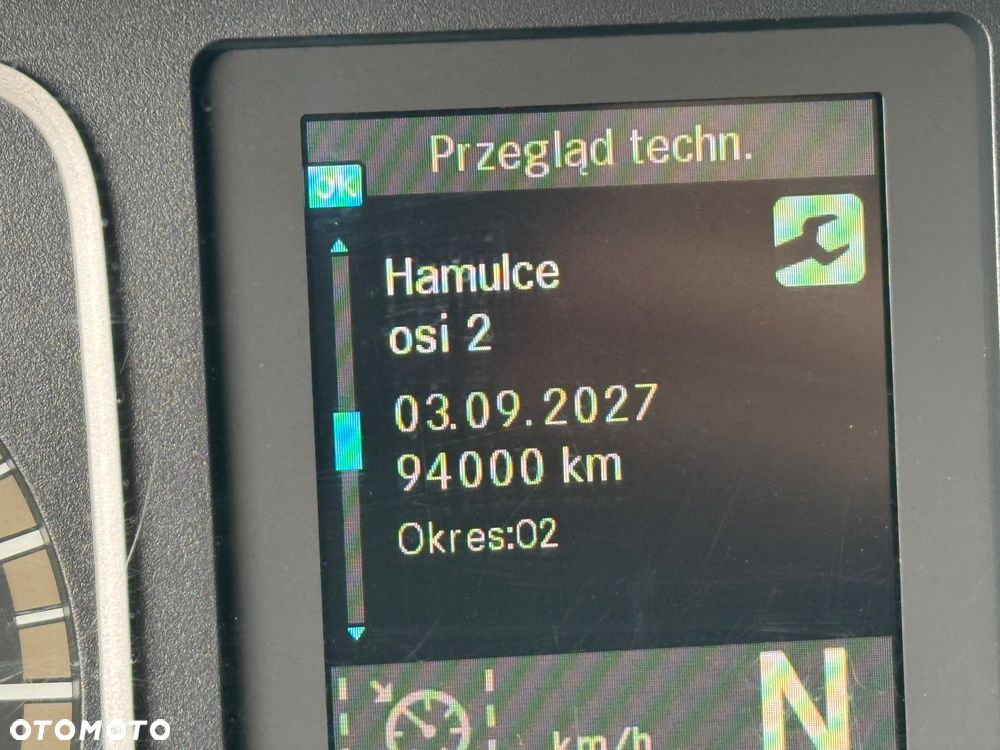 Przegląd techn.
ok
Hamulce
osi 2
03.09.2027
94000 km
Okres:02
N
km/h
OTOMOTO